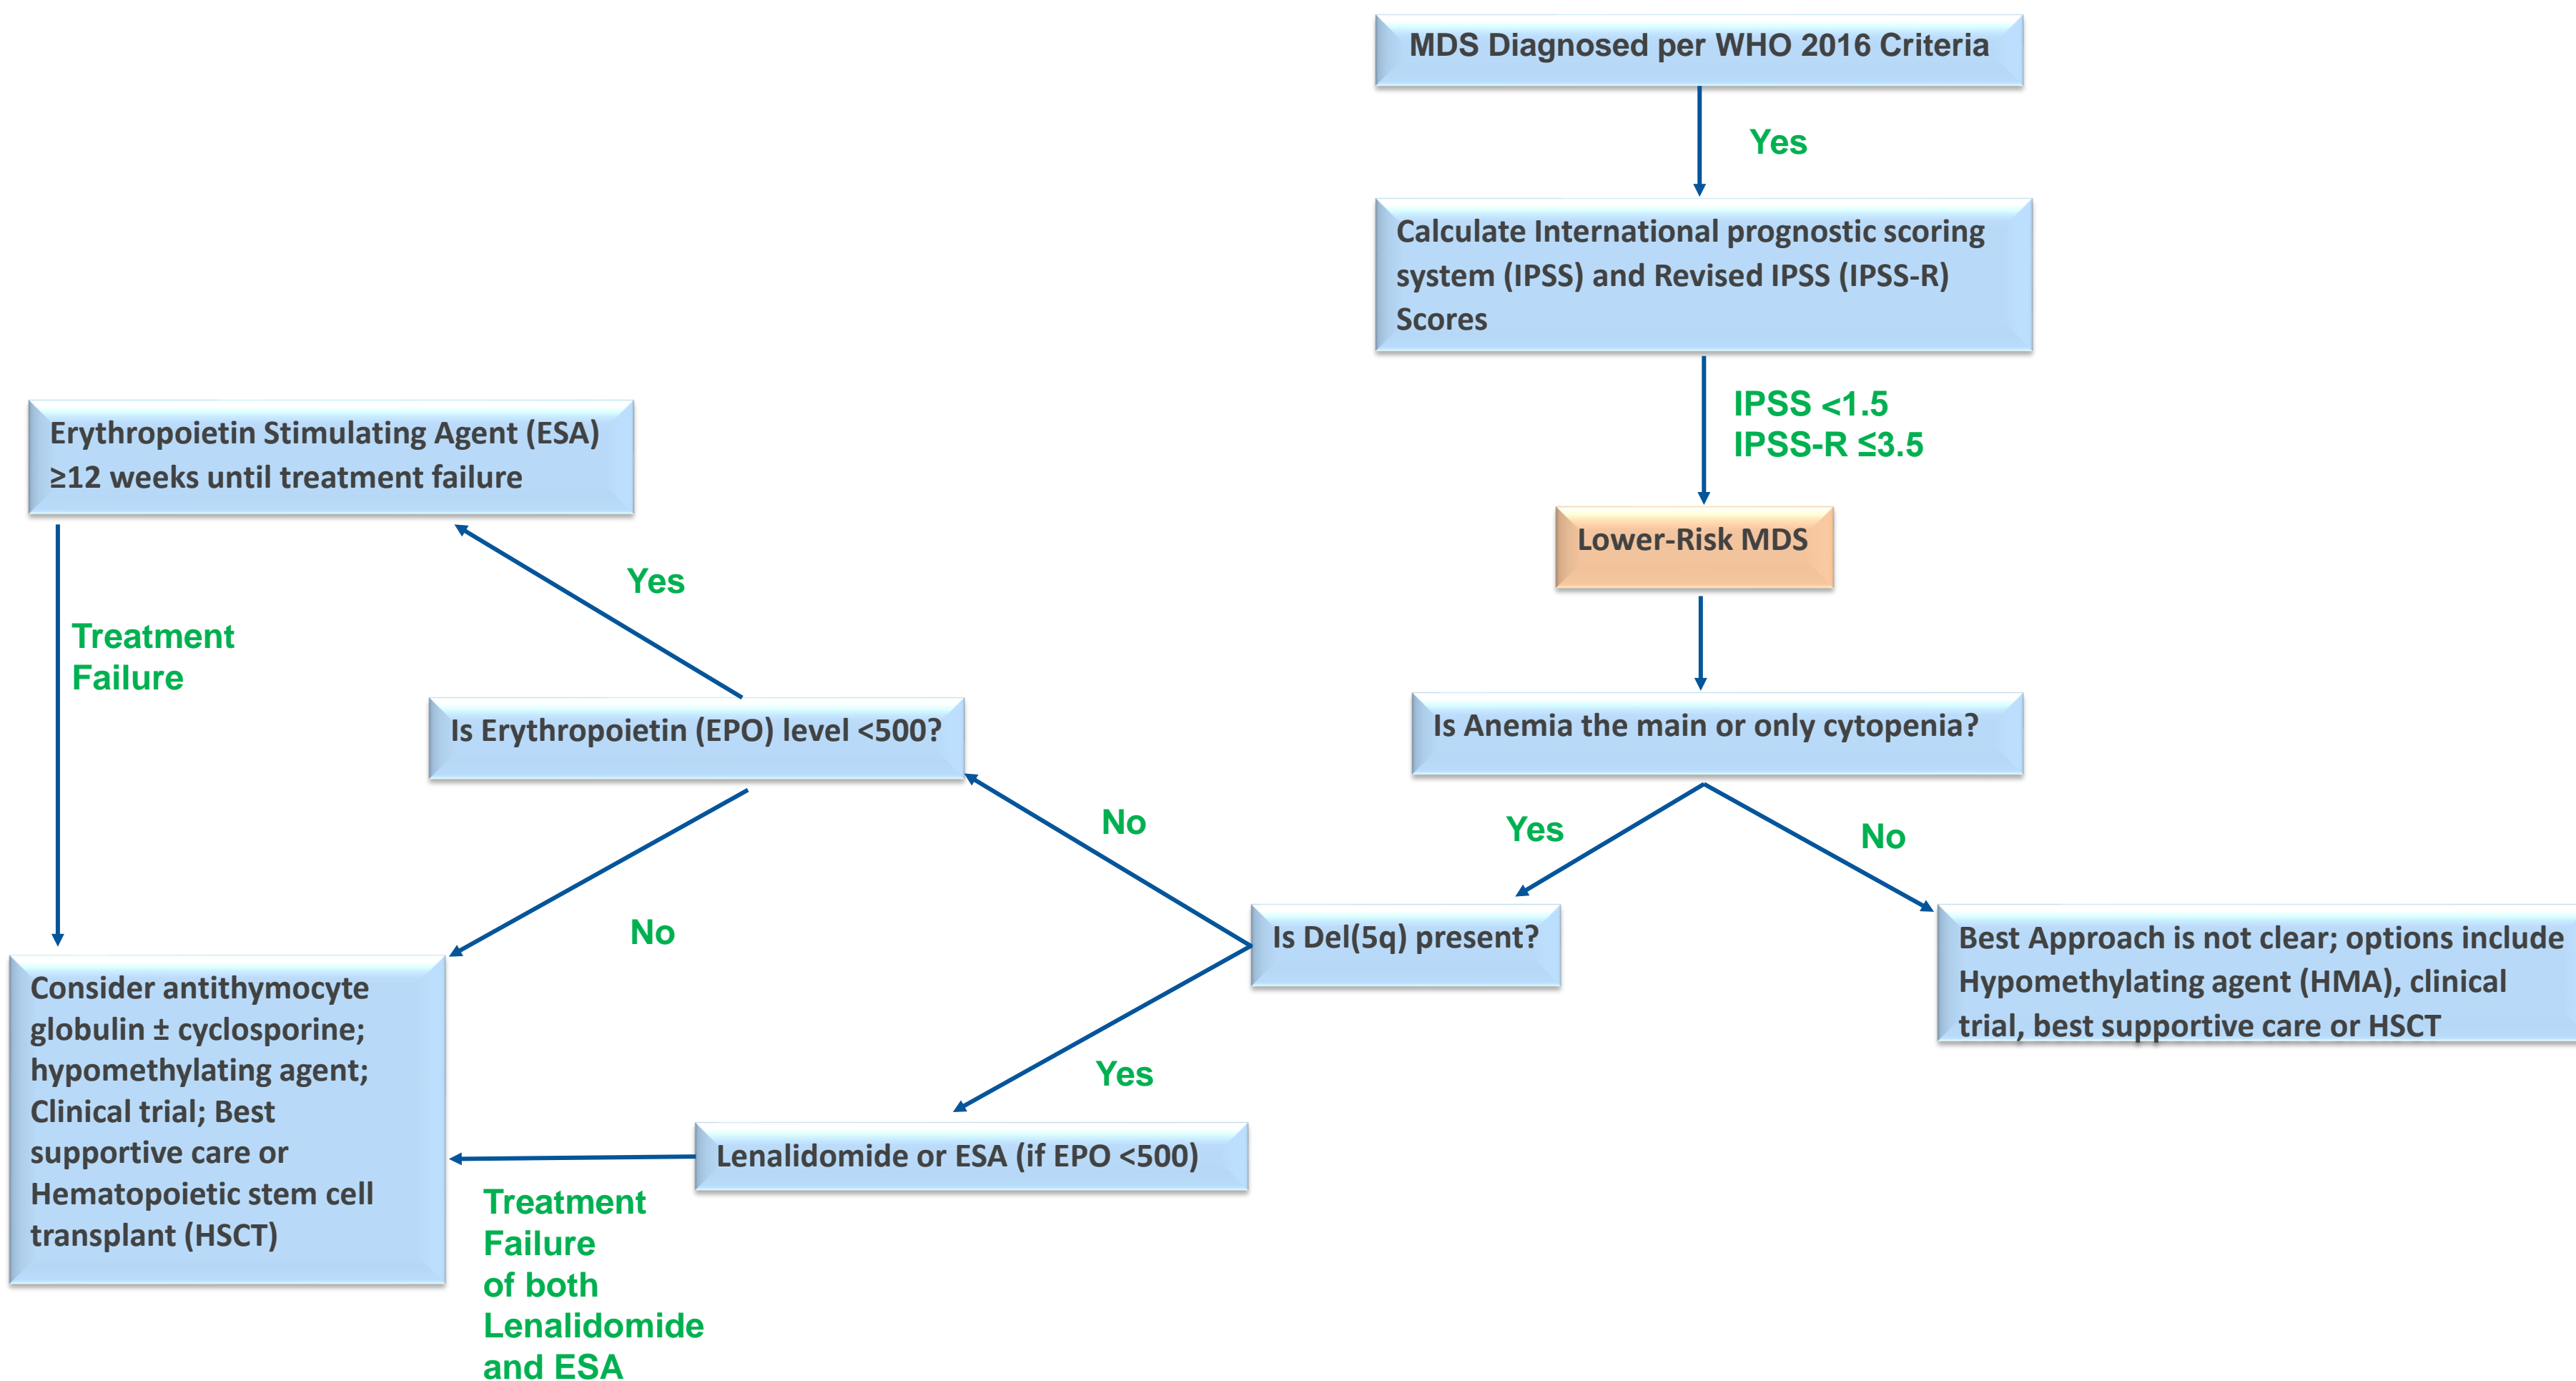 MDS Diagnosed per WHO 2016 Criteria
Yes
Calculate International prognostic scoring
system (IPSS) and Revised IPSS (IPSS-R)
Scores
IPSS <1.5
IPSS-R ≤3.5
Lower-Risk MDS
Is Anemia the main or only cytopenia?
Yes
No
Best Approach is not clear; options include
Hypomethylating agent (HMA), clinical
trial, best supportive care or HSCT
Is Del(5q) present?
No
Yes
Is Erythropoietin (EPO) level <500?
Yes
No
Erythropoietin Stimulating Agent (ESA)
≥12 weeks until treatment failure
Treatment
Failure
Lenalidomide or ESA (if EPO <500)
Treatment
Failure
of both
Lenalidomide
and ESA
Consider antithymocyte
globulin ± cyclosporine;
hypomethylating agent;
Clinical trial; Best
supportive care or
Hematopoietic stem cell
transplant (HSCT)